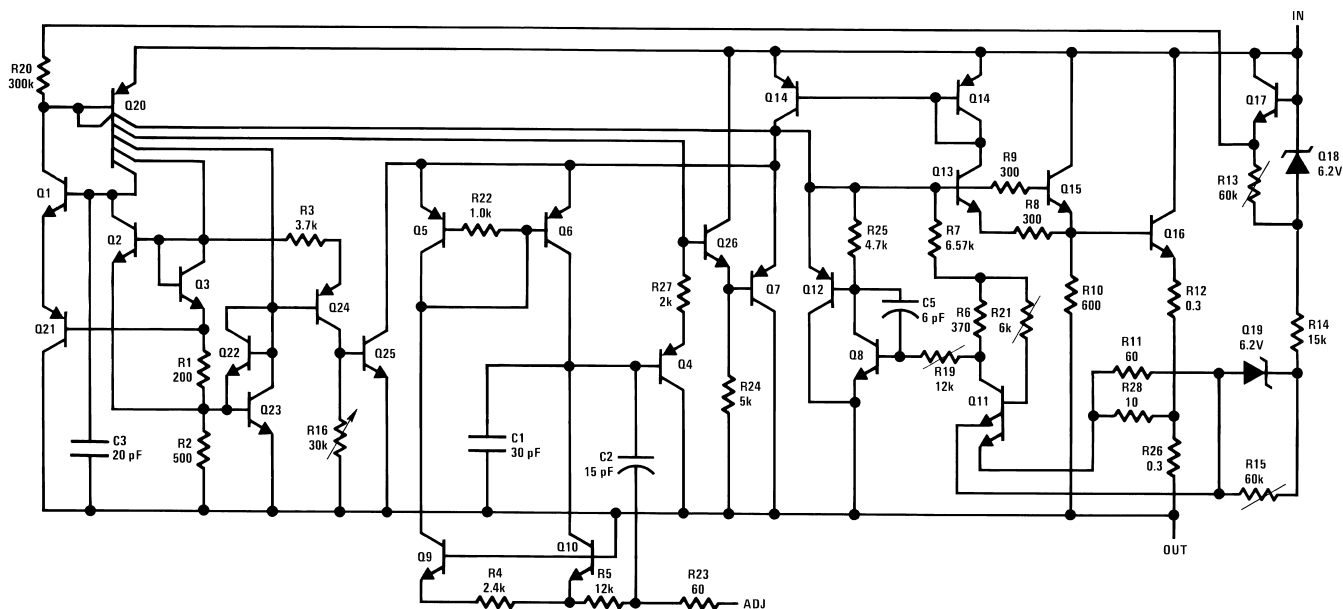 IN
R20
300k
Q20
Q14
Q14
Q17
Q18
6.2V
Q1
R3
3.7k
R22
1.0k
Q13
R9
300
Q15
R13
60k
Q2
Q5
Q6
R8
300
Q26
R25
4.7k
R7
6.57k
Q16
Q3
Q24
R27
2k
Q7
Q12
C5
6 pF
R6
370
R21
6k
R10
600
R12
0.3
Q21
Q22
Q25
Q4
Q8
R19
12k
R11
60
Q19
6.2V
R14
15k
R1
200
Q23
R24
5k
Q11
R28
10
R16
30k
C3
20 pF
R2
500
C1
30 pF
C2
15 pF
R26
0.3
R15
60k
OUT
Q9
Q10
R4
2.4k
R5
12k
R23
60
ADJ